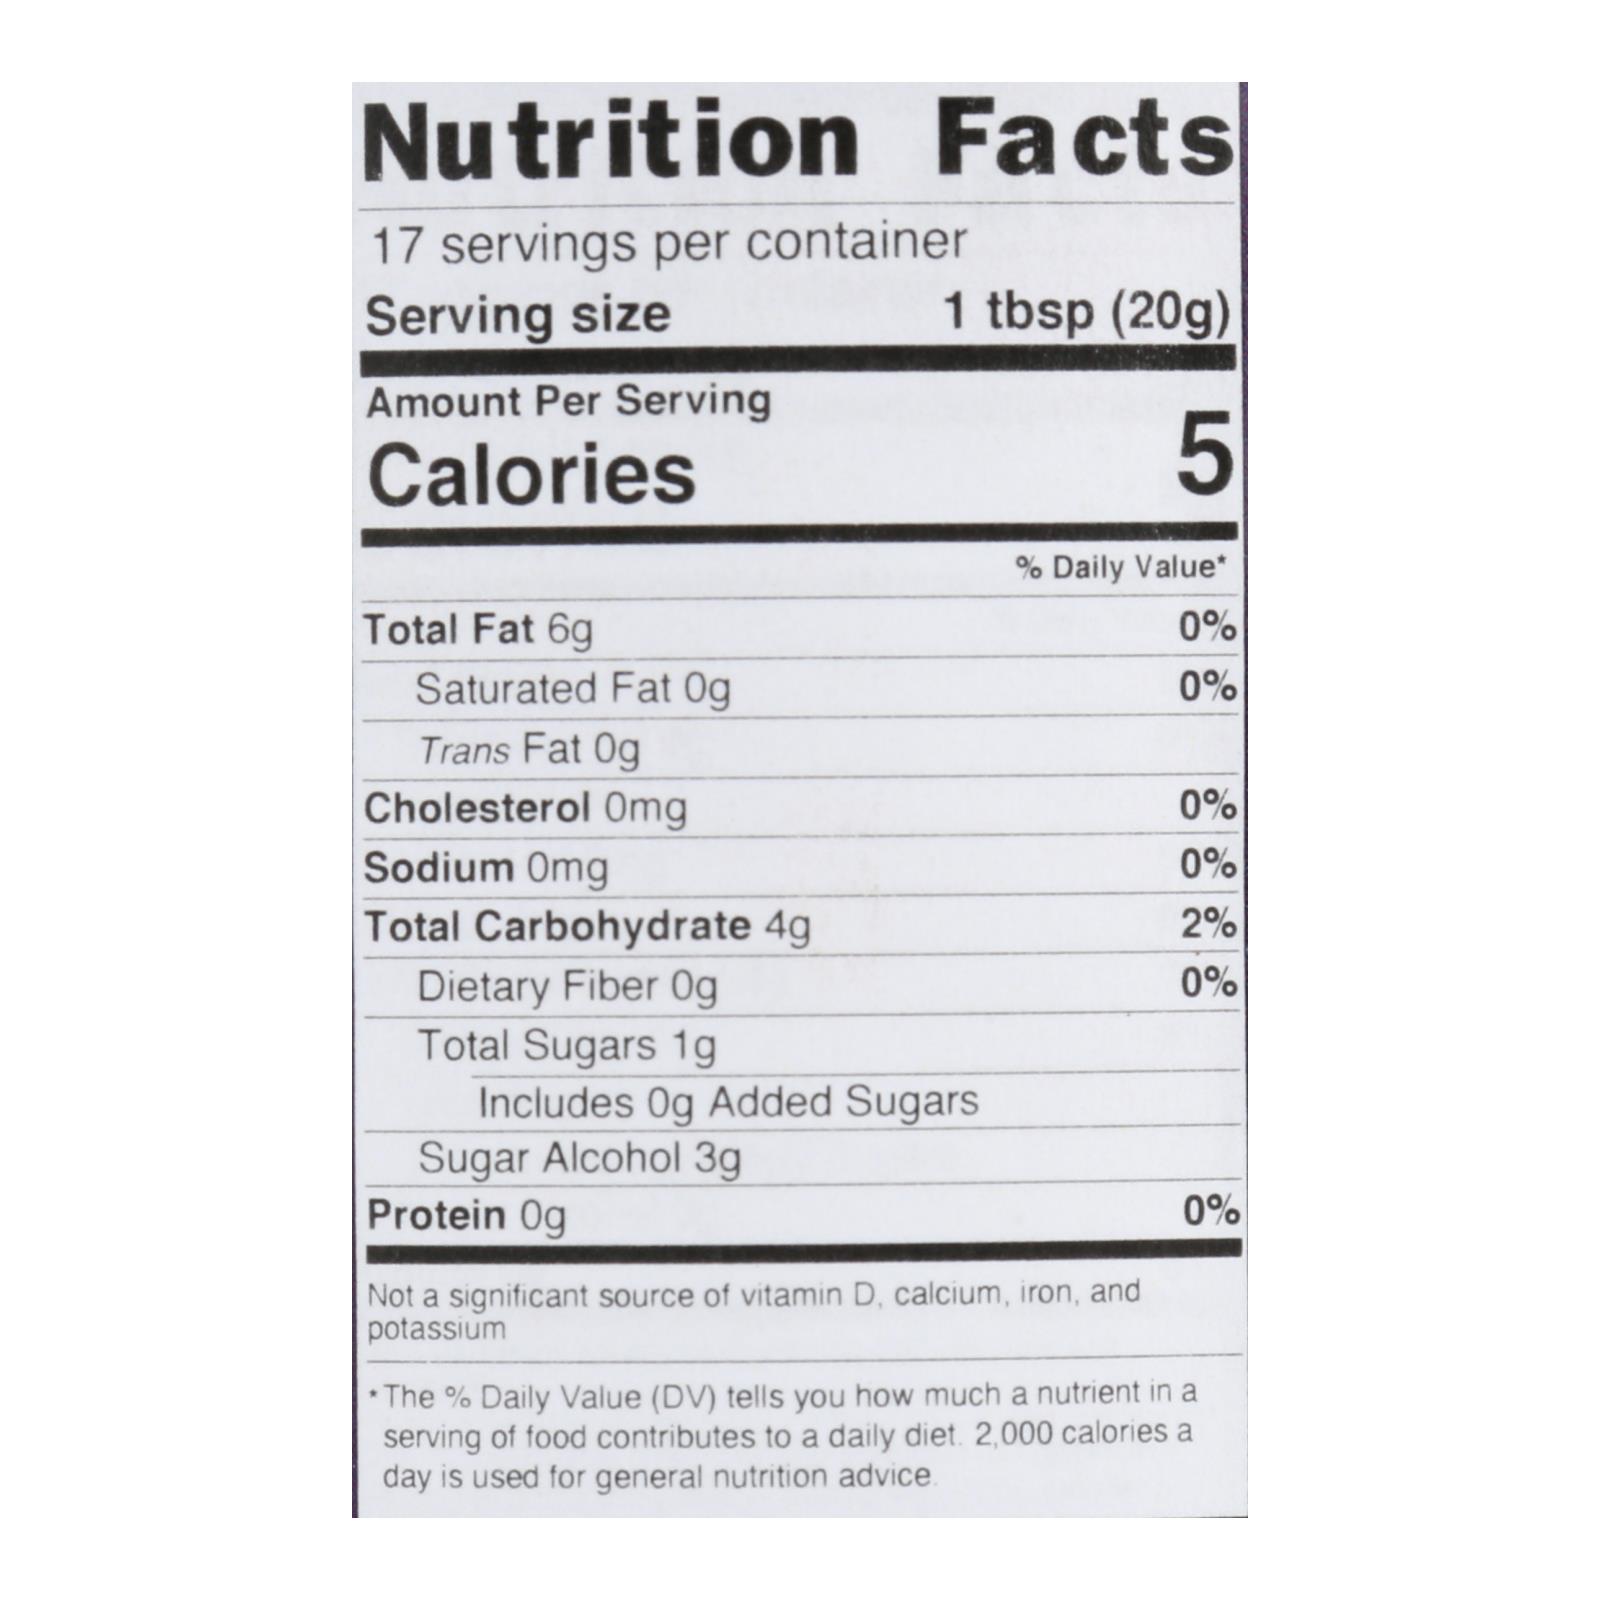 Nutrition Facts
17 servings per container
Serving size 1 tbsp (20g)
Amount Per Serving
Calories 5
% Daily Value*
Total Fat 6g 0%
Saturated Fat 0g 0%
Trans Fat 0g
Cholesterol 0mg 0%
Sodium 0mg 0%
Total Carbohydrate 4g 2%
Dietary Fiber 0g 0%
Total Sugars 1g
Includes 0g Added Sugars
Sugar Alcohol 3g
Protein 0g 0%
Not a significant source of vitamin D, calcium, iron, and
potassium
*The % Daily Value (DV) tells you how much a nutrient in a
serving of food contributes to a daily diet. 2,000 calories a
day is used for general nutrition advice.